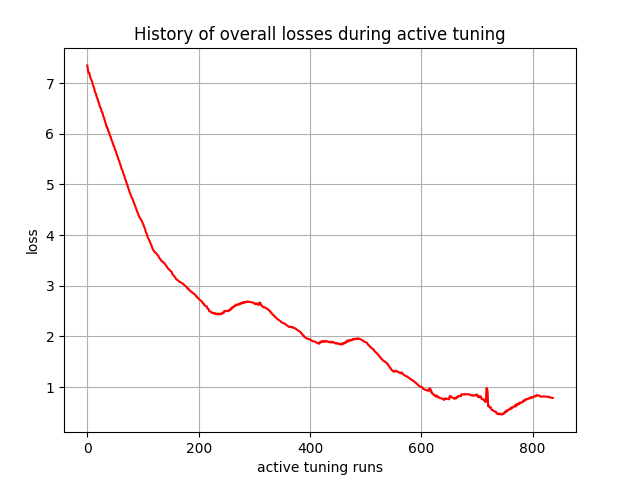 History of overall losses during active tuning
7
6
5
4
3
2
1
loss
0 200 400 600 800
active tuning runs